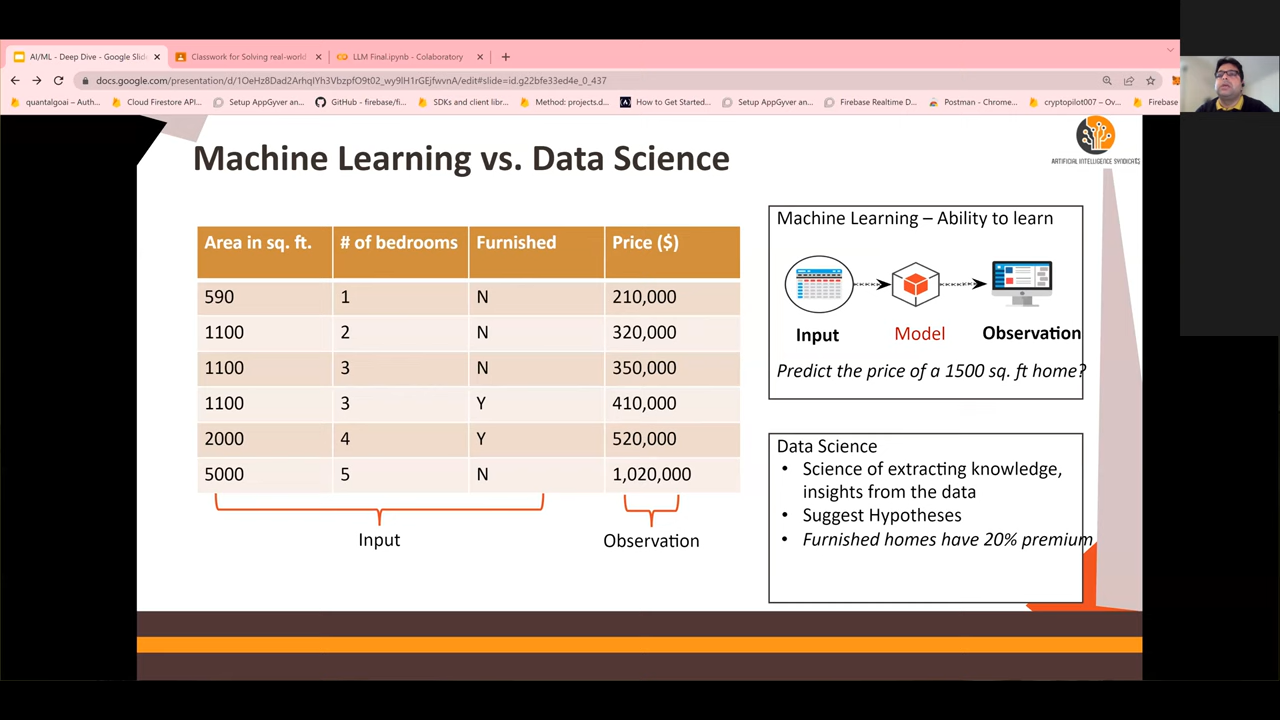 AI/ML - Deep Dive - Google Slid
Classwork for Solving real-world
LLM Final.ipynb - Colaboratory
docs.google.com/presentation/d/1OeHz8Dad2ArhqIYh3VbzpfO9t02_wy9lH1rGEjfwvnA/edit#slide=id.g22bfe33ed4e_0_437
quantalgoai – Auth...
Cloud Firestore API...
Setup AppGyver an...
GitHub - firebase/fi...
SDKs and client libr...
Method: projects.d...
How to Get Started...
Setup AppGyver an...
Firebase Realtime D...
Postman - Chrome...
cryptopilot007 – Ov...
Firebase
Machine Learning vs. Data Science
ARTIFICIAL INTELLIGENCE SYNDICATE
Area in sq. ft. # of bedrooms Furnished Price ($)
590 1 N 210,000
1100 2 N 320,000
1100 3 N 350,000
1100 3 Y 410,000
2000 4 Y 520,000
5000 5 N 1,020,000
Input Observation
Machine Learning – Ability to learn
Input Model Observation
Predict the price of a 1500 sq. ft home?
Data Science
• Science of extracting knowledge,
insights from the data
• Suggest Hypotheses
• Furnished homes have 20% premium